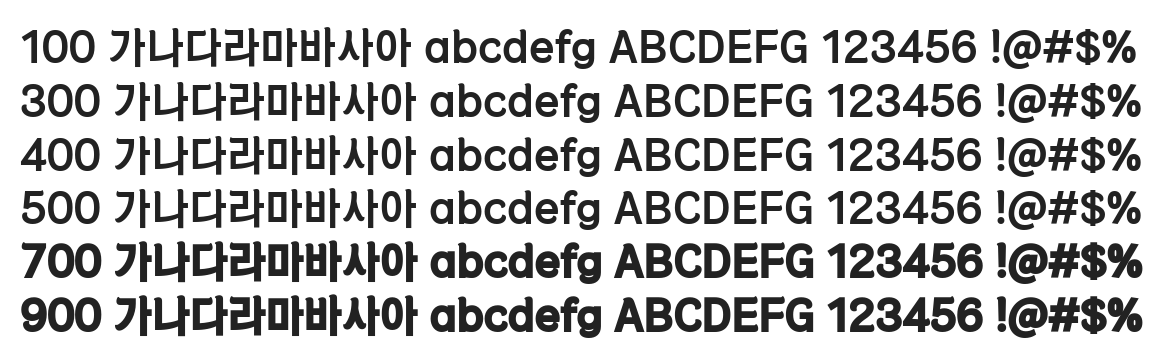 100 가나다라마바사아 abcdefg ABCDEFG 123456 !@#$%
300 가나다라마바사아 abcdefg ABCDEFG 123456 !@#$%
400 가나다라마바사아 abcdefg ABCDEFG 123456 !@#$%
500 가나다라마바사아 abcdefg ABCDEFG 123456 !@#$%
700 가나다라마바사아 abcdefg ABCDEFG 123456 !@#$%
900 가나다라마바사아 abcdefg ABCDEFG 123456 !@#$%